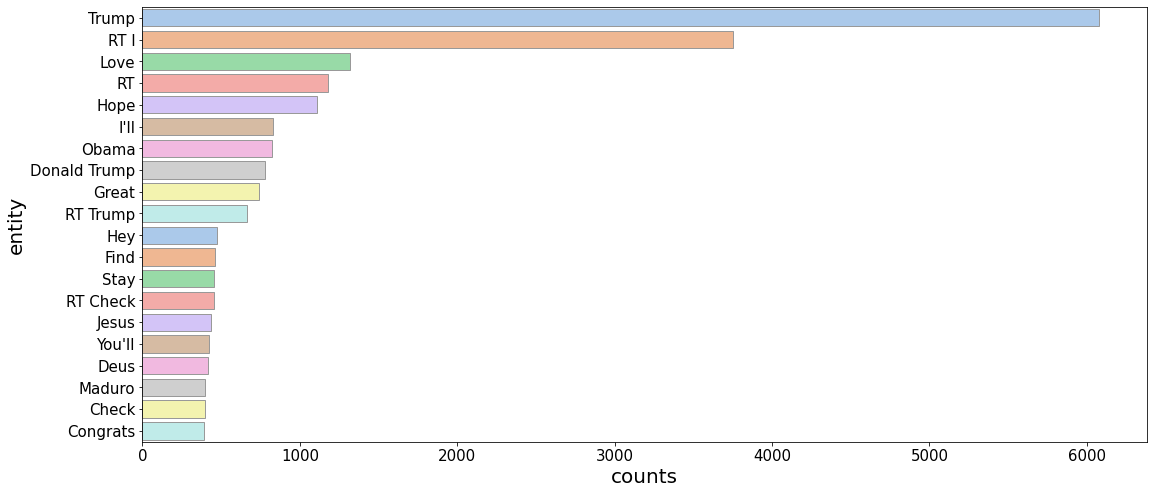 Trump
RT I
Love
RT
Hope
I'll
Obama
Donald Trump
Great
RT Trump
Hey
Find
Stay
RT Check
Jesus
You'll
Deus
Maduro
Check
Congrats
entity
0 1000 2000 3000 4000 5000 6000
counts